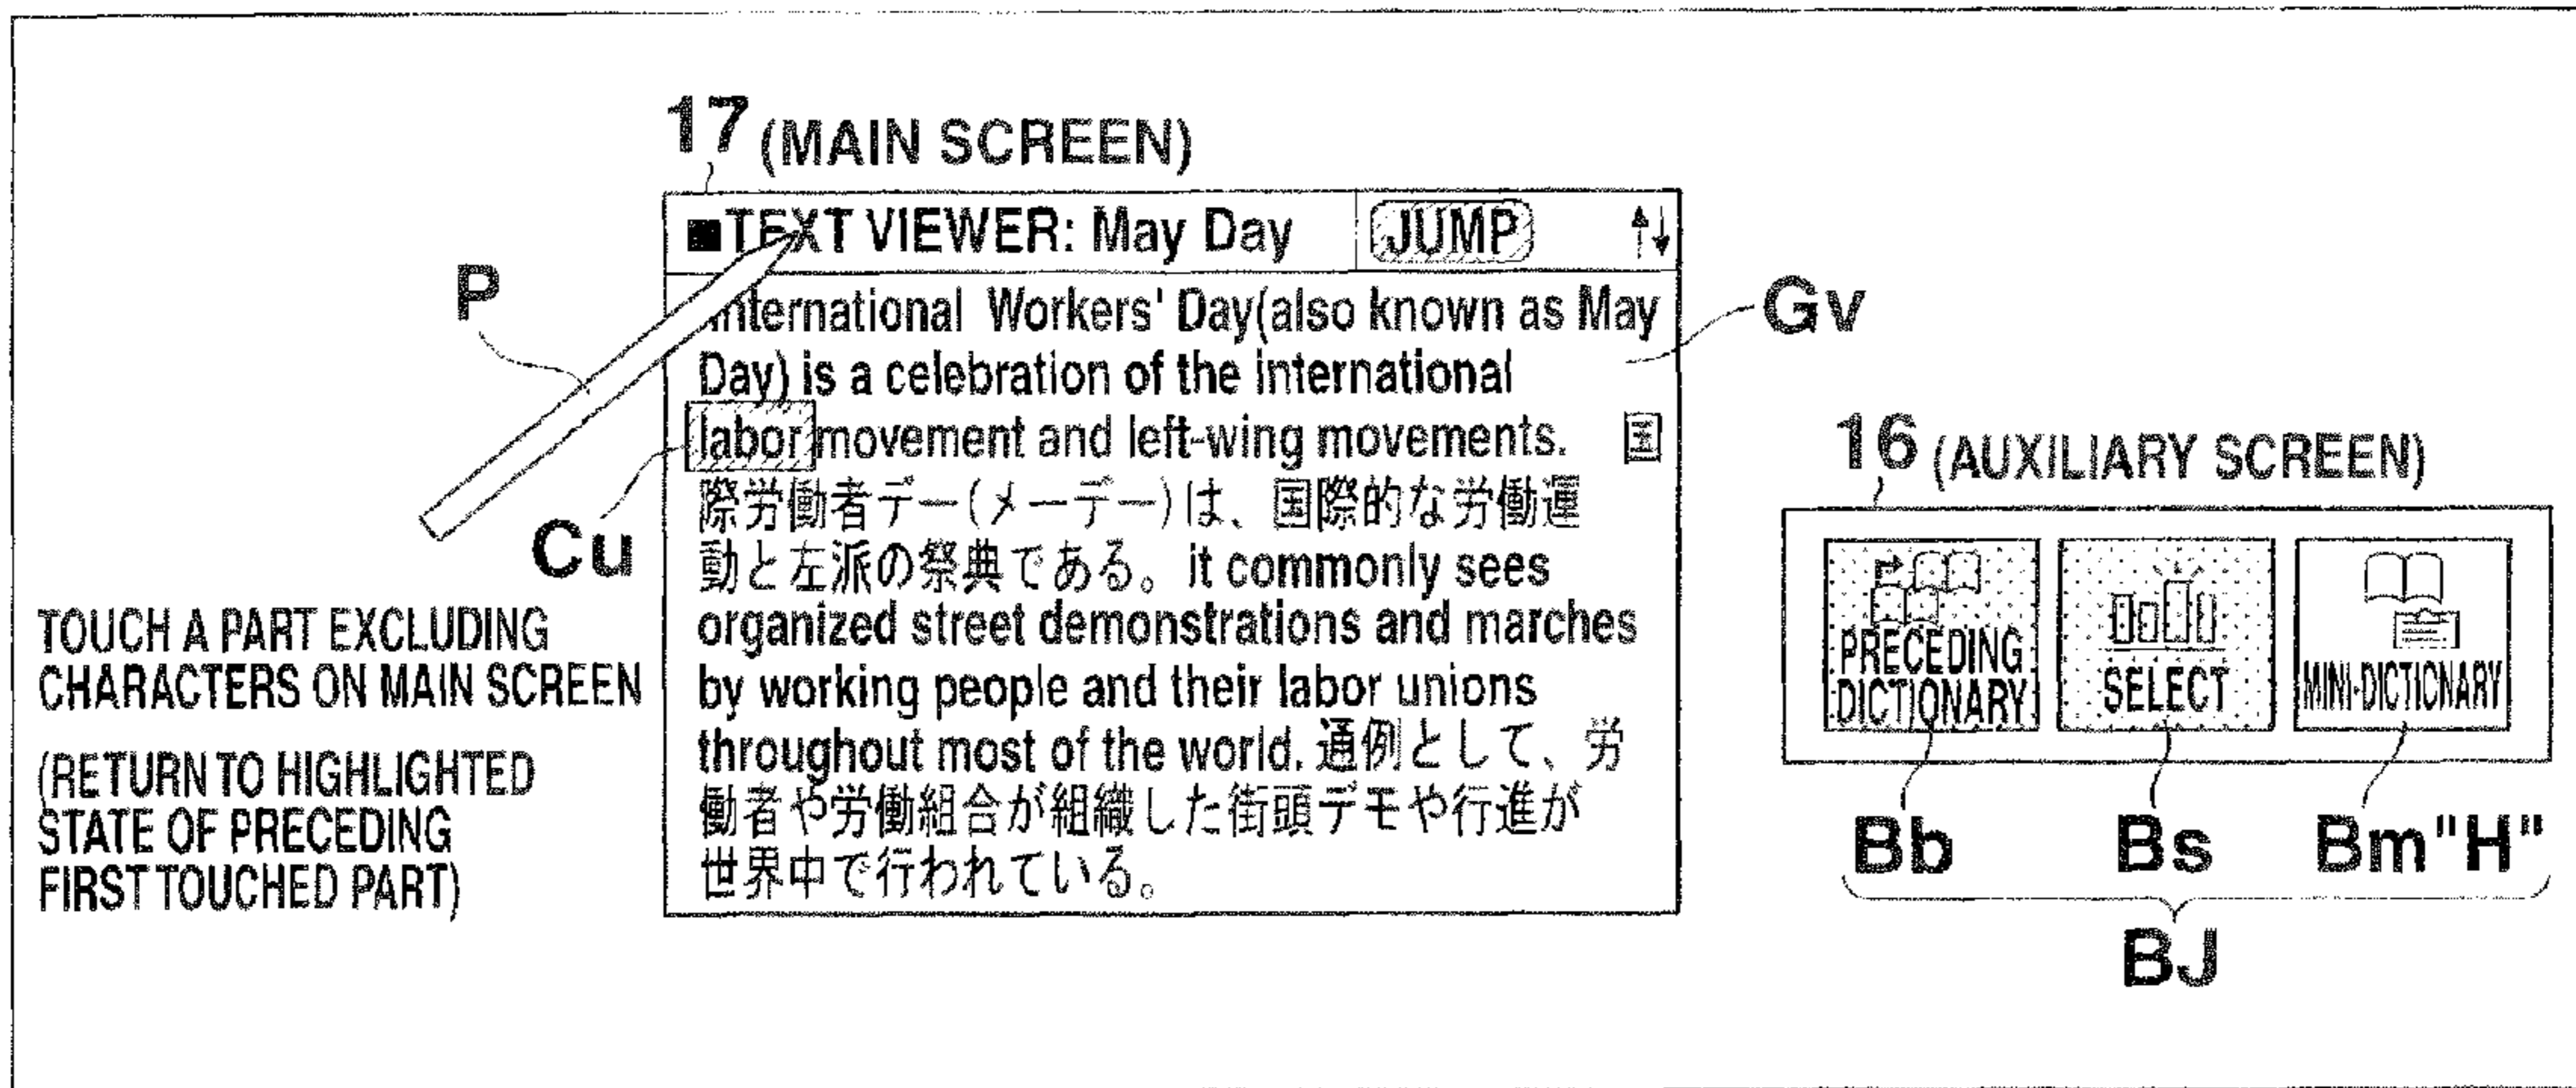 17 (MAIN SCREEN)
■TEXT VIEWER: May Day JUMP ↑↓
International Workers' Day(also known as May
Day) is a celebration of the international
labor movement and left-wing movements. 国
際労働者デー(メーデー)は、国際的な労働運
動と左派の祭典である。 it commonly sees
organized street demonstrations and marches
by working people and their labor unions
throughout most of the world. 通例として、労
働者や労働組合が組織した街頭デモや行進が
世界中で行われている。
P
Cu
Gv
TOUCH A PART EXCLUDING
CHARACTERS ON MAIN SCREEN
(RETURN TO HIGHLIGHTED
STATE OF PRECEDING
FIRST TOUCHED PART)
16 (AUXILIARY SCREEN)
PRECEDING
DICTIONARY
SELECT
MINI-DICTIONARY
Bb Bs Bm"H"
BJ